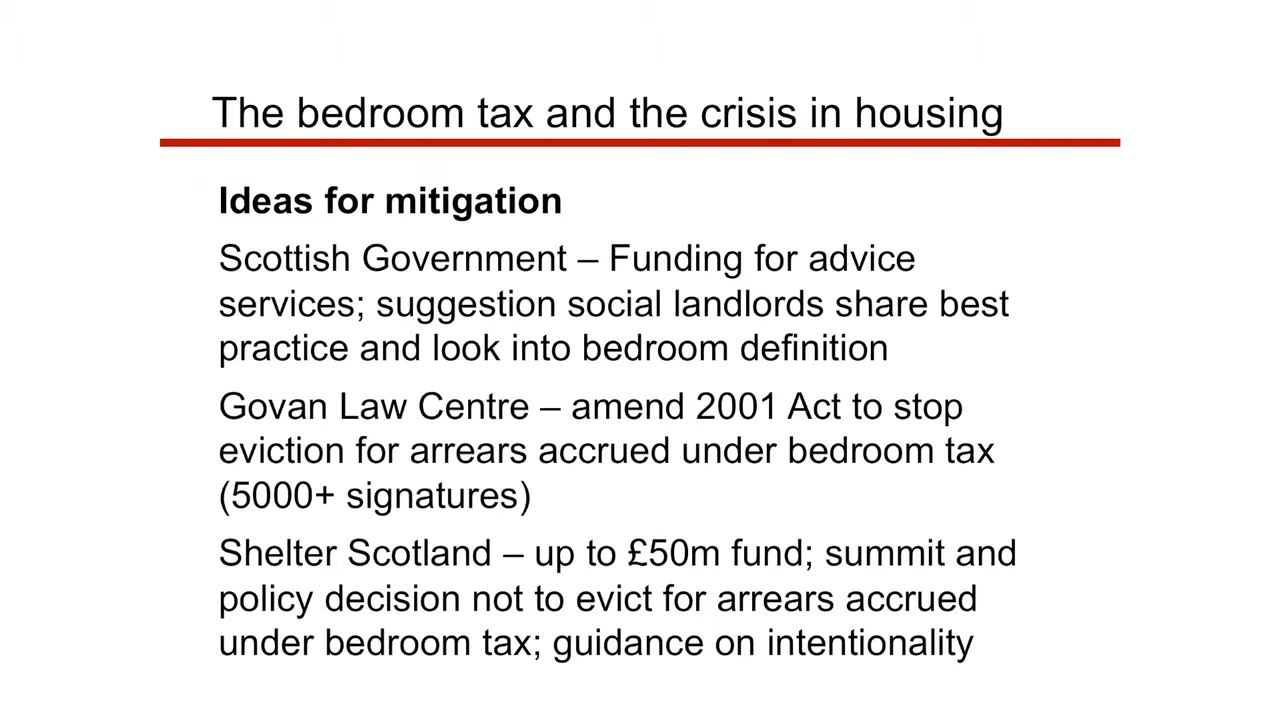 The bedroom tax and the crisis in housing
Ideas for mitigation
Scottish Government – Funding for advice
services; suggestion social landlords share best
practice and look into bedroom definition
Govan Law Centre – amend 2001 Act to stop
eviction for arrears accrued under bedroom tax
(5000+ signatures)
Shelter Scotland – up to £50m fund; summit and
policy decision not to evict for arrears accrued
under bedroom tax; guidance on intentionality